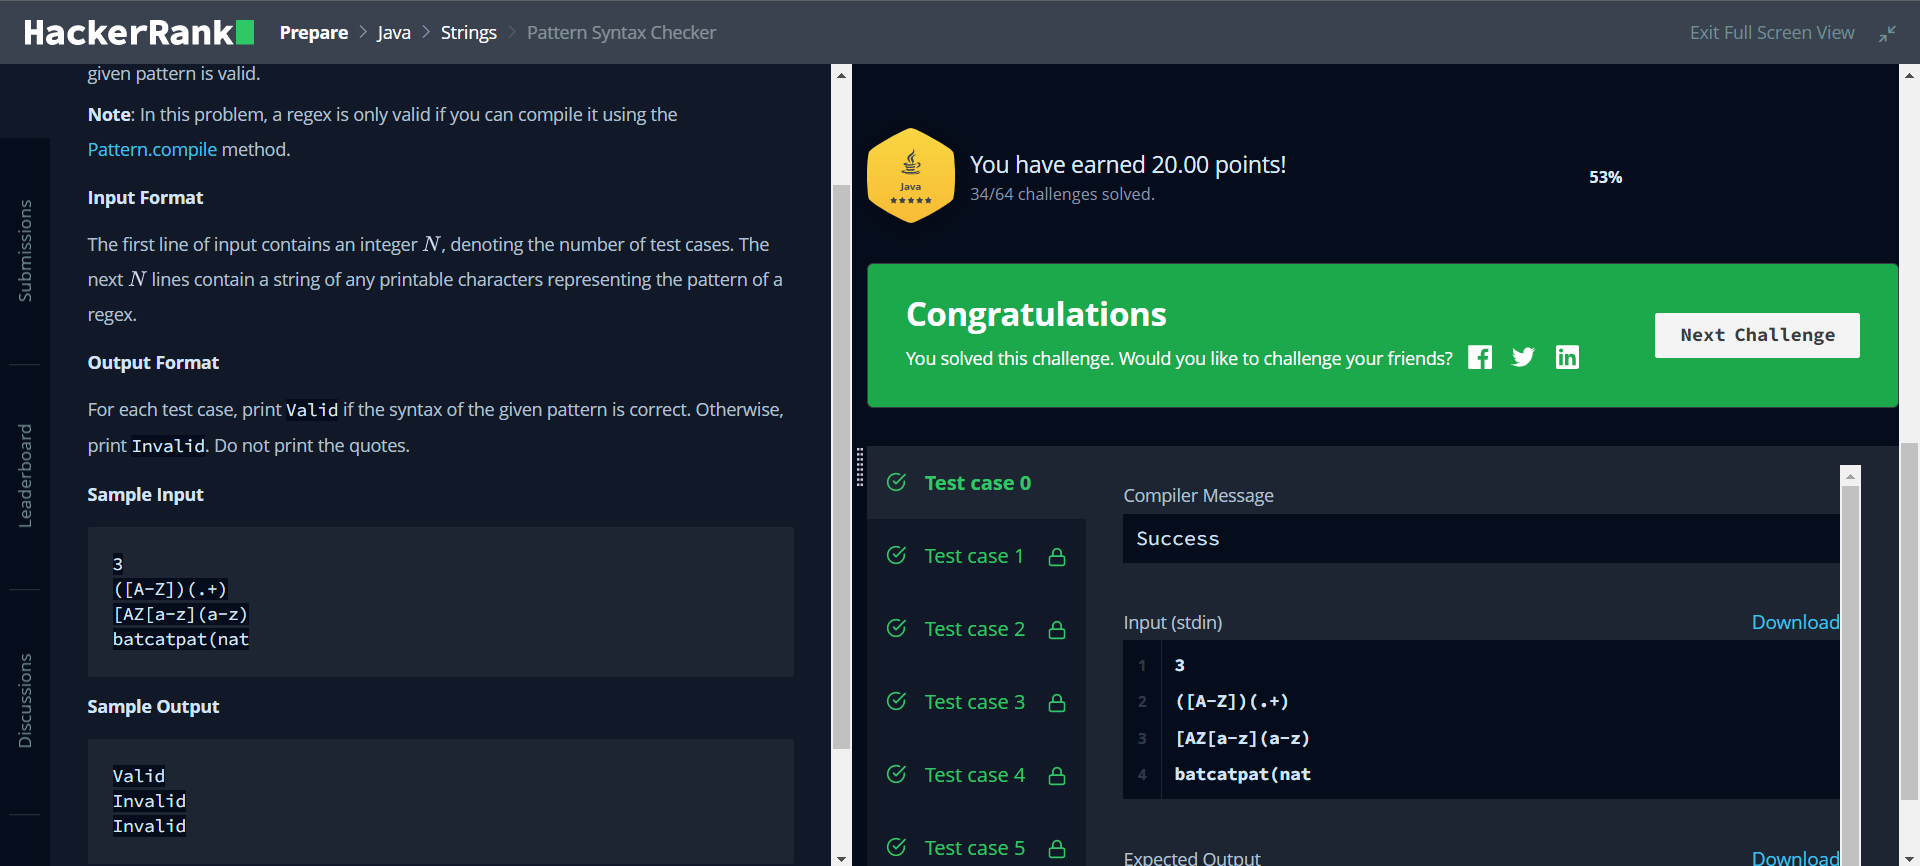 HackerRank Prepare > Java > Strings > Pattern Syntax Checker Exit Full Screen View
Submissions
Leaderboard
Discussions
given pattern is valid.
Note: In this problem, a regex is only valid if you can compile it using the
Pattern.compile method.
Input Format
The first line of input contains an integer N, denoting the number of test cases. The
next N lines contain a string of any printable characters representing the pattern of a
regex.
Output Format
For each test case, print Valid if the syntax of the given pattern is correct. Otherwise,
print Invalid. Do not print the quotes.
Sample Input
3
([A-Z])(.+)
[AZ[a-z](a-z)
batcatpat(nat
Sample Output
Valid
Invalid
Invalid
Java
You have earned 20.00 points!
34/64 challenges solved.
53%
Congratulations
You solved this challenge. Would you like to challenge your friends?
Next Challenge
Test case 0
Test case 1
Test case 2
Test case 3
Test case 4
Test case 5
Compiler Message
Success
Input (stdin) Download
1 3
2 ([A-Z])(.+)
3 [AZ[a-z](a-z)
4 batcatpat(nat
Expected Output Download